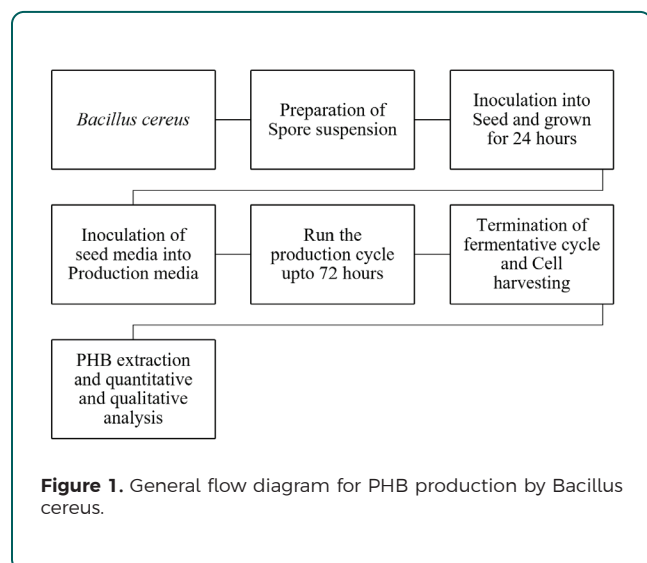 Bacillus cereus
Preparation of
Spore suspension
Inoculation into
Seed and grown
for 24 hours
Inoculation of
seed media into
Production media
Run the
production cycle
upto 72 hours
Termination of
fermentative cycle
and Cell
harvesting
PHB extraction
and quantitative
and qualitative
analysis
Figure 1. General flow diagram for PHB production by Bacillus
cereus.